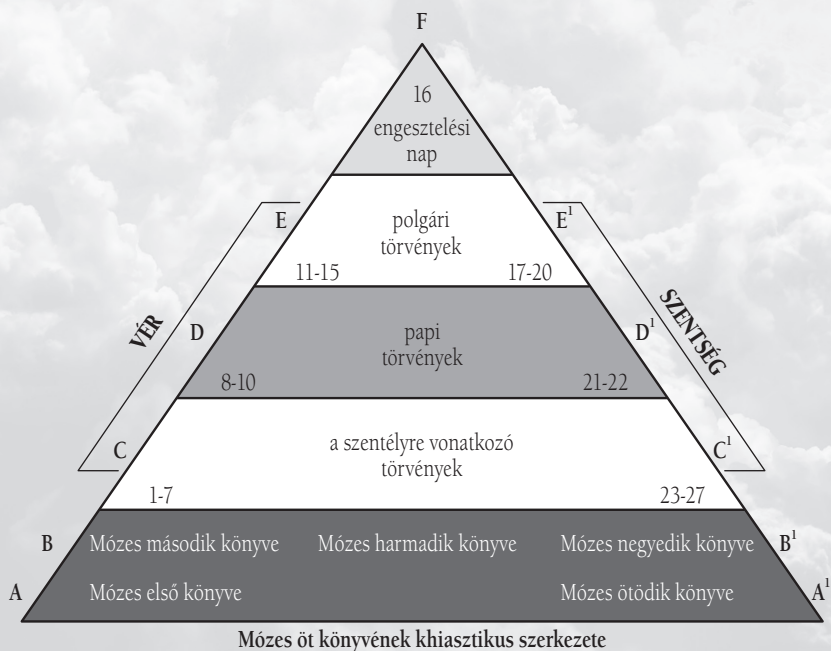 F
16
engesztelési
nap
E
polgári
törvények
E¹
11-15
17-20
VÉR
SZENTSÉG
D
papi
törvények
D¹
8-10
21-22
C
a szentélyre vonatkozó
törvények
C¹
1-7
23-27
B
Mózes második könyve Mózes harmadik könyve Mózes negyedik könyve
B¹
A
Mózes első könyve Mózes ötödik könyve
A¹
Mózes öt könyvének khiasztikus szerkezete